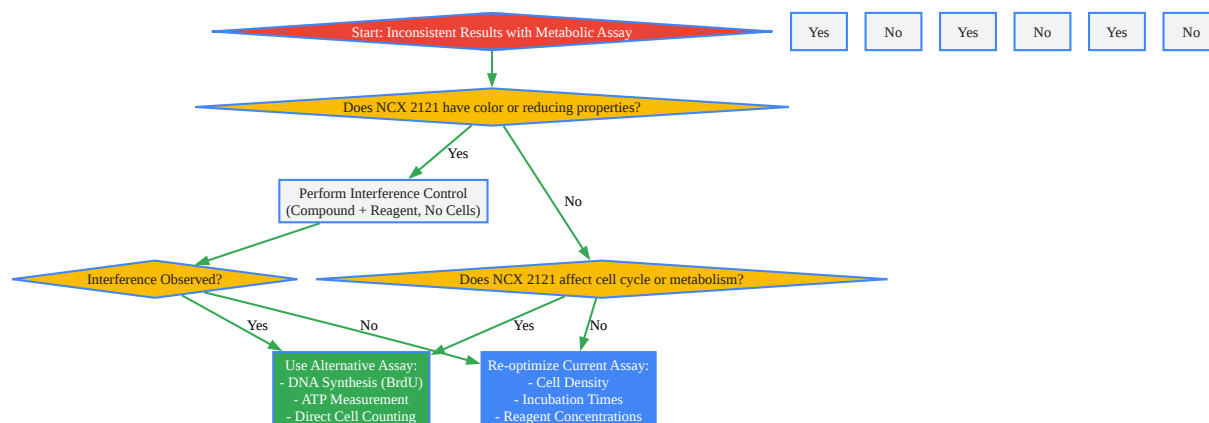 Start: Inconsistent Results with Metabolic Assay
Yes
No
Yes
No
Yes
No
Does NCX 2121 have color or reducing properties?
Yes
Perform Interference Control
(Compound + Reagent, No Cells)
No
Interference Observed?
Does NCX 2121 affect cell cycle or metabolism?
Yes
No
Yes
No
Use Alternative Assay:
- DNA Synthesis (BrdU)
- ATP Measurement
- Direct Cell Counting
Re-optimize Current Assay:
- Cell Density
- Incubation Times
- Reagent Concentrations